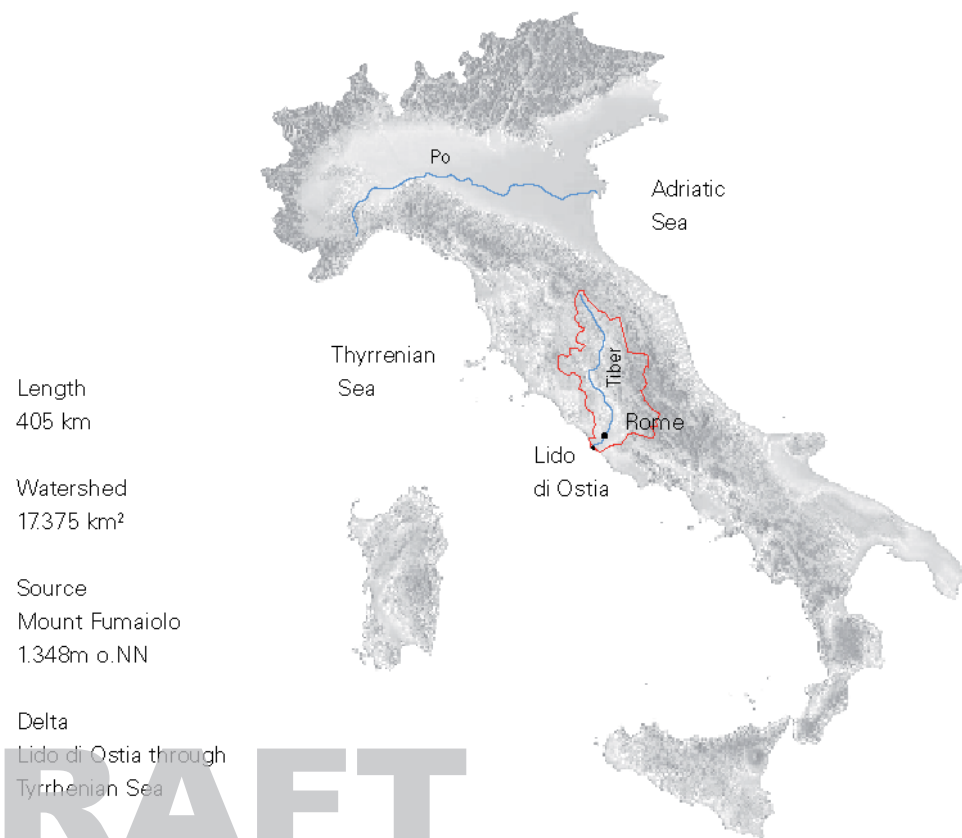 Po
Adriatic
Sea
Thyrrenian
Sea
Tiber
Rome
Lido
di Ostia
Length
405 km
Watershed
17.375 km²
Source
Mount Fumaiolo
1.348m o.NN
Delta
Lido di Ostia through
Tyrrhenian Sea
RAFT